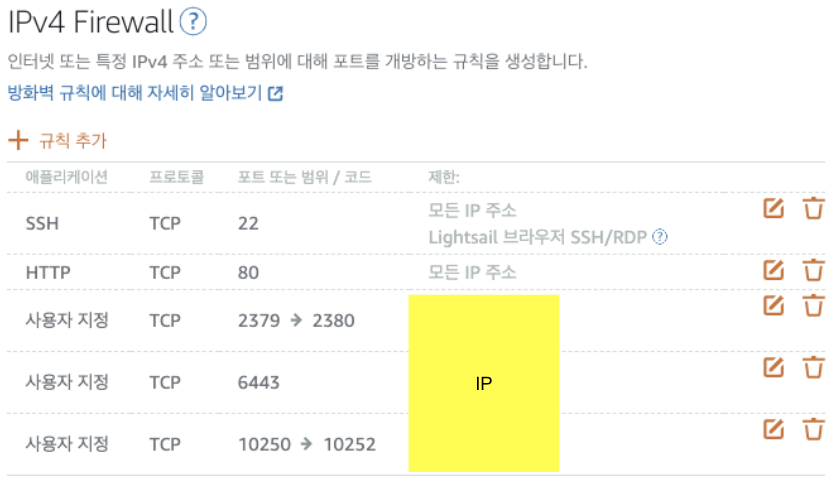 IPv4 Firewall ?
인터넷 또는 특정 IPv4 주소 또는 범위에 대해 포트를 개방하는 규칙을 생성합니다.
방화벽 규칙에 대해 자세히 알아보기
+ 규칙 추가
애플리케이션 프로토콜 포트 또는 범위 / 코드 제한:
SSH TCP 22 모든 IP 주소
Lightsail 브라우저 SSH/RDP ?
HTTP TCP 80 모든 IP 주소
사용자 지정 TCP 2379 → 2380
사용자 지정 TCP 6443 IP
사용자 지정 TCP 10250 → 10252